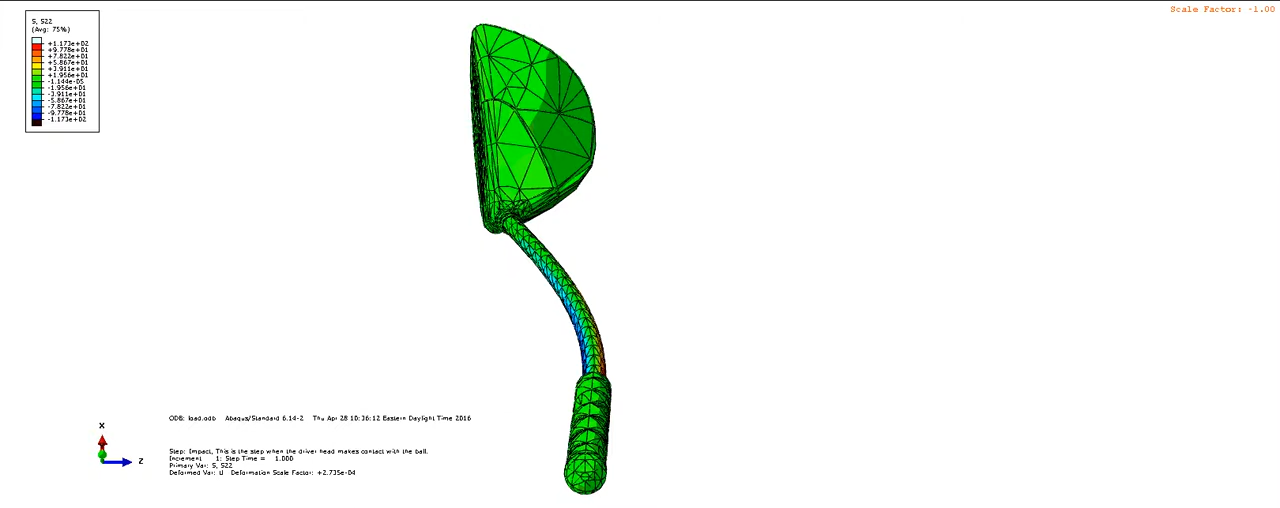 Scale Factor: -1.00
S, S22
(Avg: 75%)
+1.173e+02
+9.778e+01
+7.822e+01
+5.867e+01
+3.911e+01
+1.956e+01
-1.144e-05
-1.956e+01
-3.911e+01
-5.867e+01
-7.822e+01
-9.778e+01
-1.173e+02
ODB: load.odb Abaqus/Standard 6.14-2 Thu Apr 28 10:36:12 Eastern Daylight Time 2016
X
Z
Step: Impact, This is the step when the driver head makes contact with the ball.
Increment 1: Step Time = 1.000
Primary Var: S, S22
Deformed Var: U Deformation Scale Factor: +2.735e-04